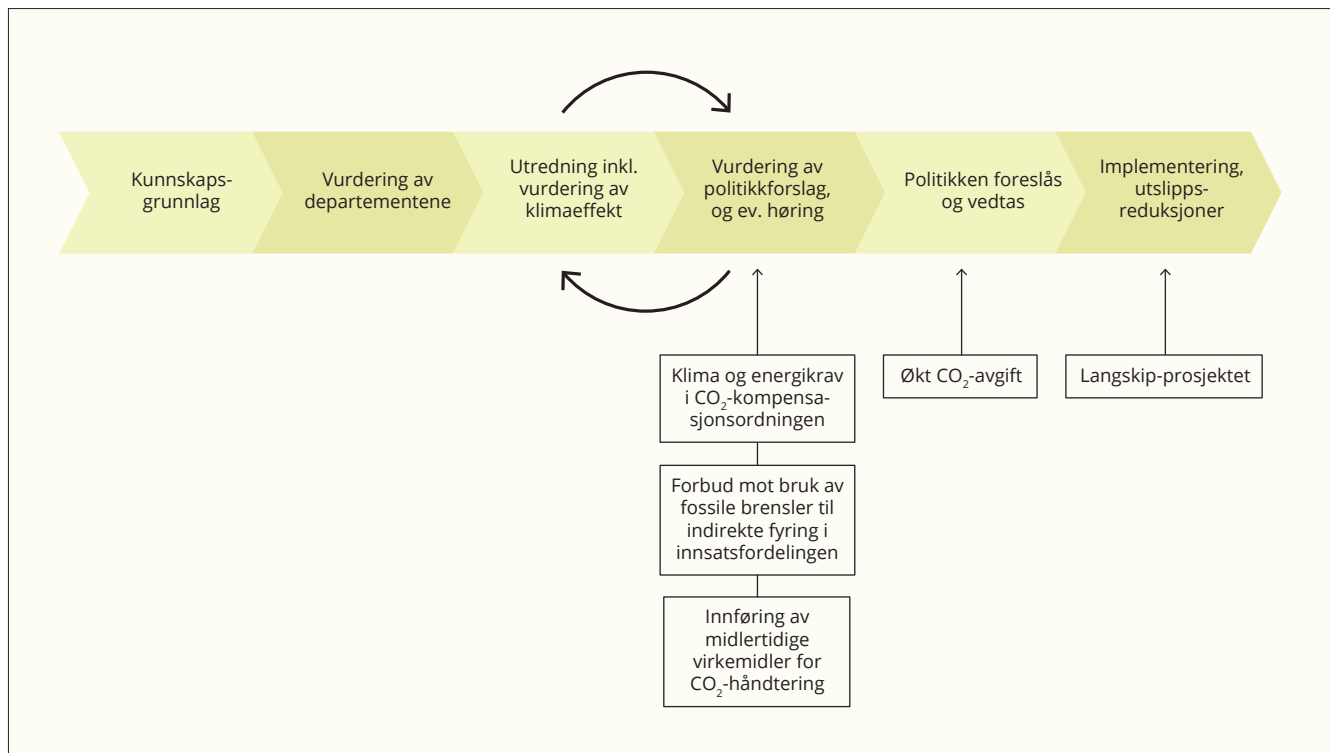 Kunnskaps-
grunnlag
Vurdering av
departementene
Utredning inkl.
vurdering av
klimaeffekt
Vurdering av
politikkforslag,
og ev. høring
Politikken foreslås
og vedtas
Implementering,
utslipps-
reduksjoner
Klima og energikrav
i CO₂-kompensa-
sjonsordningen
Forbud mot bruk av
fossile brensler til
indirekte fyring i
innsatsfordelingen
Innføring av
midlertidige
virkemidler for
CO₂-håndtering
Økt CO₂-avgift
Langskip-prosjektet